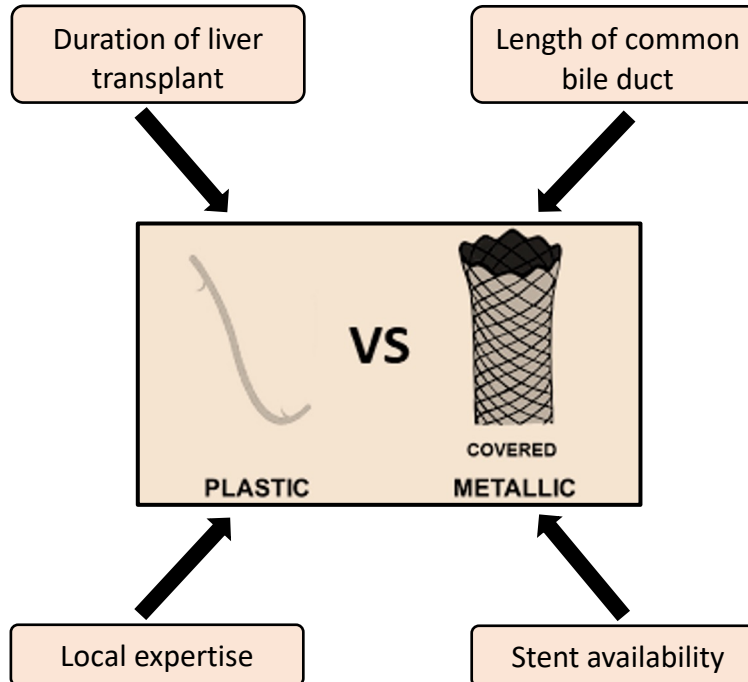 Duration of liver
transplant
Length of common
bile duct
VS
COVERED
PLASTIC
METALLIC
Local expertise
Stent availability